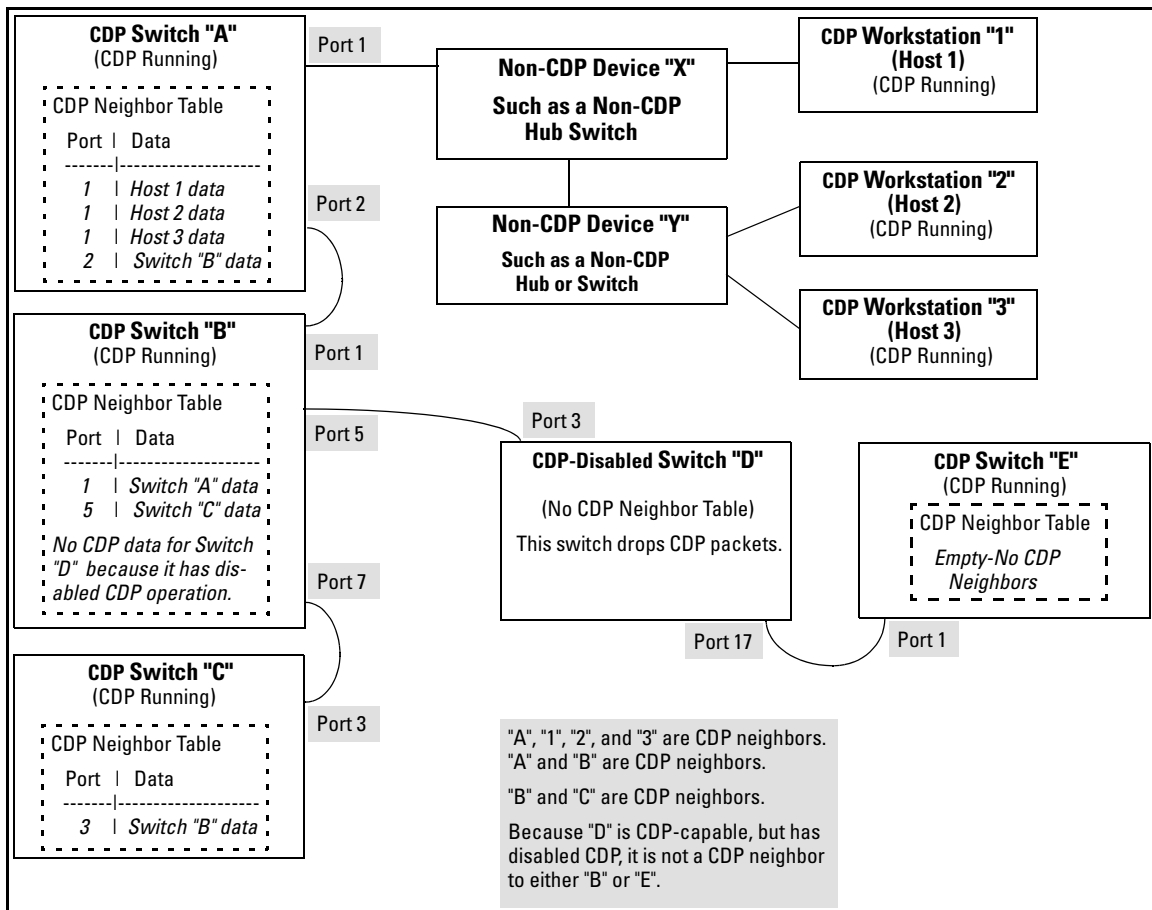 CDP Switch "A"
(CDP Running)
CDP Neighbor Table
Port | Data
-------|---------------------
1 | Host 1 data
1 | Host 2 data
1 | Host 3 data
2 | Switch "B" data
Port 1
Port 2
Non-CDP Device "X"
Such as a Non-CDP
Hub Switch
CDP Workstation "1"
(Host 1)
(CDP Running)
Non-CDP Device "Y"
Such as a Non-CDP
Hub or Switch
CDP Workstation "2"
(Host 2)
(CDP Running)
CDP Workstation "3"
(Host 3)
(CDP Running)
CDP Switch "B"
(CDP Running)
CDP Neighbor Table
Port | Data
-------|---------------------
1 | Switch "A" data
5 | Switch "C" data
No CDP data for Switch
"D" because it has dis-
abled CDP operation.
Port 1
Port 5
Port 7
Port 3
CDP-Disabled Switch "D"
(No CDP Neighbor Table)
This switch drops CDP packets.
Port 17
CDP Switch "E"
(CDP Running)
CDP Neighbor Table
Empty-No CDP
Neighbors
Port 1
CDP Switch "C"
(CDP Running)
CDP Neighbor Table
Port | Data
-------|---------------------
3 | Switch "B" data
Port 3
"A", "1", "2", and "3" are CDP neighbors.
"A" and "B" are CDP neighbors.
"B" and "C" are CDP neighbors.
Because "D" is CDP-capable, but has
disabled CDP, it is not a CDP neighbor
to either "B" or "E".